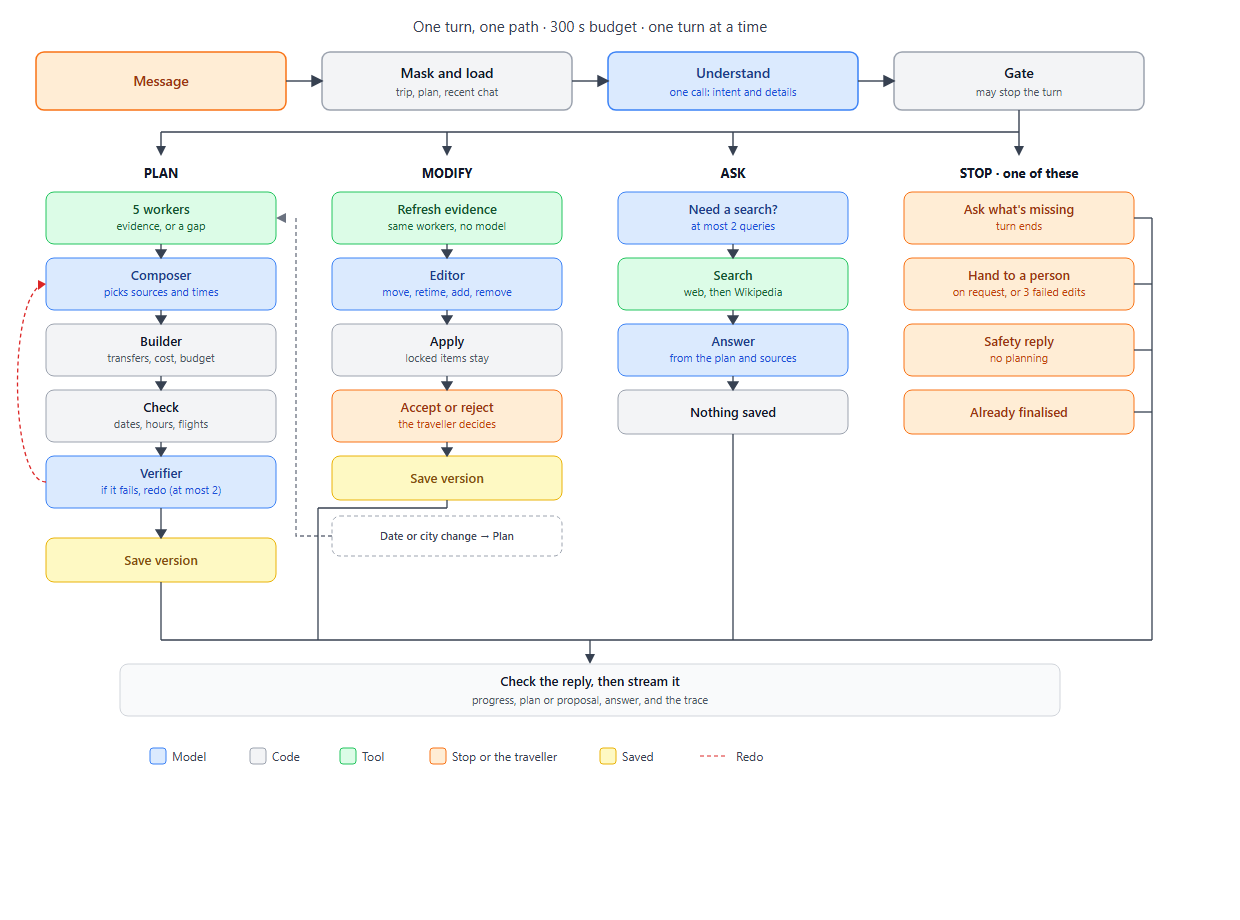 One turn, one path · 300 s budget · one turn at a time
Message
Mask and load
trip, plan, recent chat
Understand
one call: intent and details
Gate
may stop the turn
PLAN
5 workers
evidence, or a gap
Composer
picks sources and times
Builder
transfers, cost, budget
Check
dates, hours, flights
Verifier
if it fails, redo (at most 2)
Save version
MODIFY
Refresh evidence
same workers, no model
Editor
move, retime, add, remove
Apply
locked items stay
Accept or reject
the traveller decides
Save version
Date or city change → Plan
ASK
Need a search?
at most 2 queries
Search
web, then Wikipedia
Answer
from the plan and sources
Nothing saved
STOP · one of these
Ask what's missing
turn ends
Hand to a person
on request, or 3 failed edits
Safety reply
no planning
Already finalised
Check the reply, then stream it
progress, plan or proposal, answer, and the trace
Model
Code
Tool
Stop or the traveller
Saved
Redo